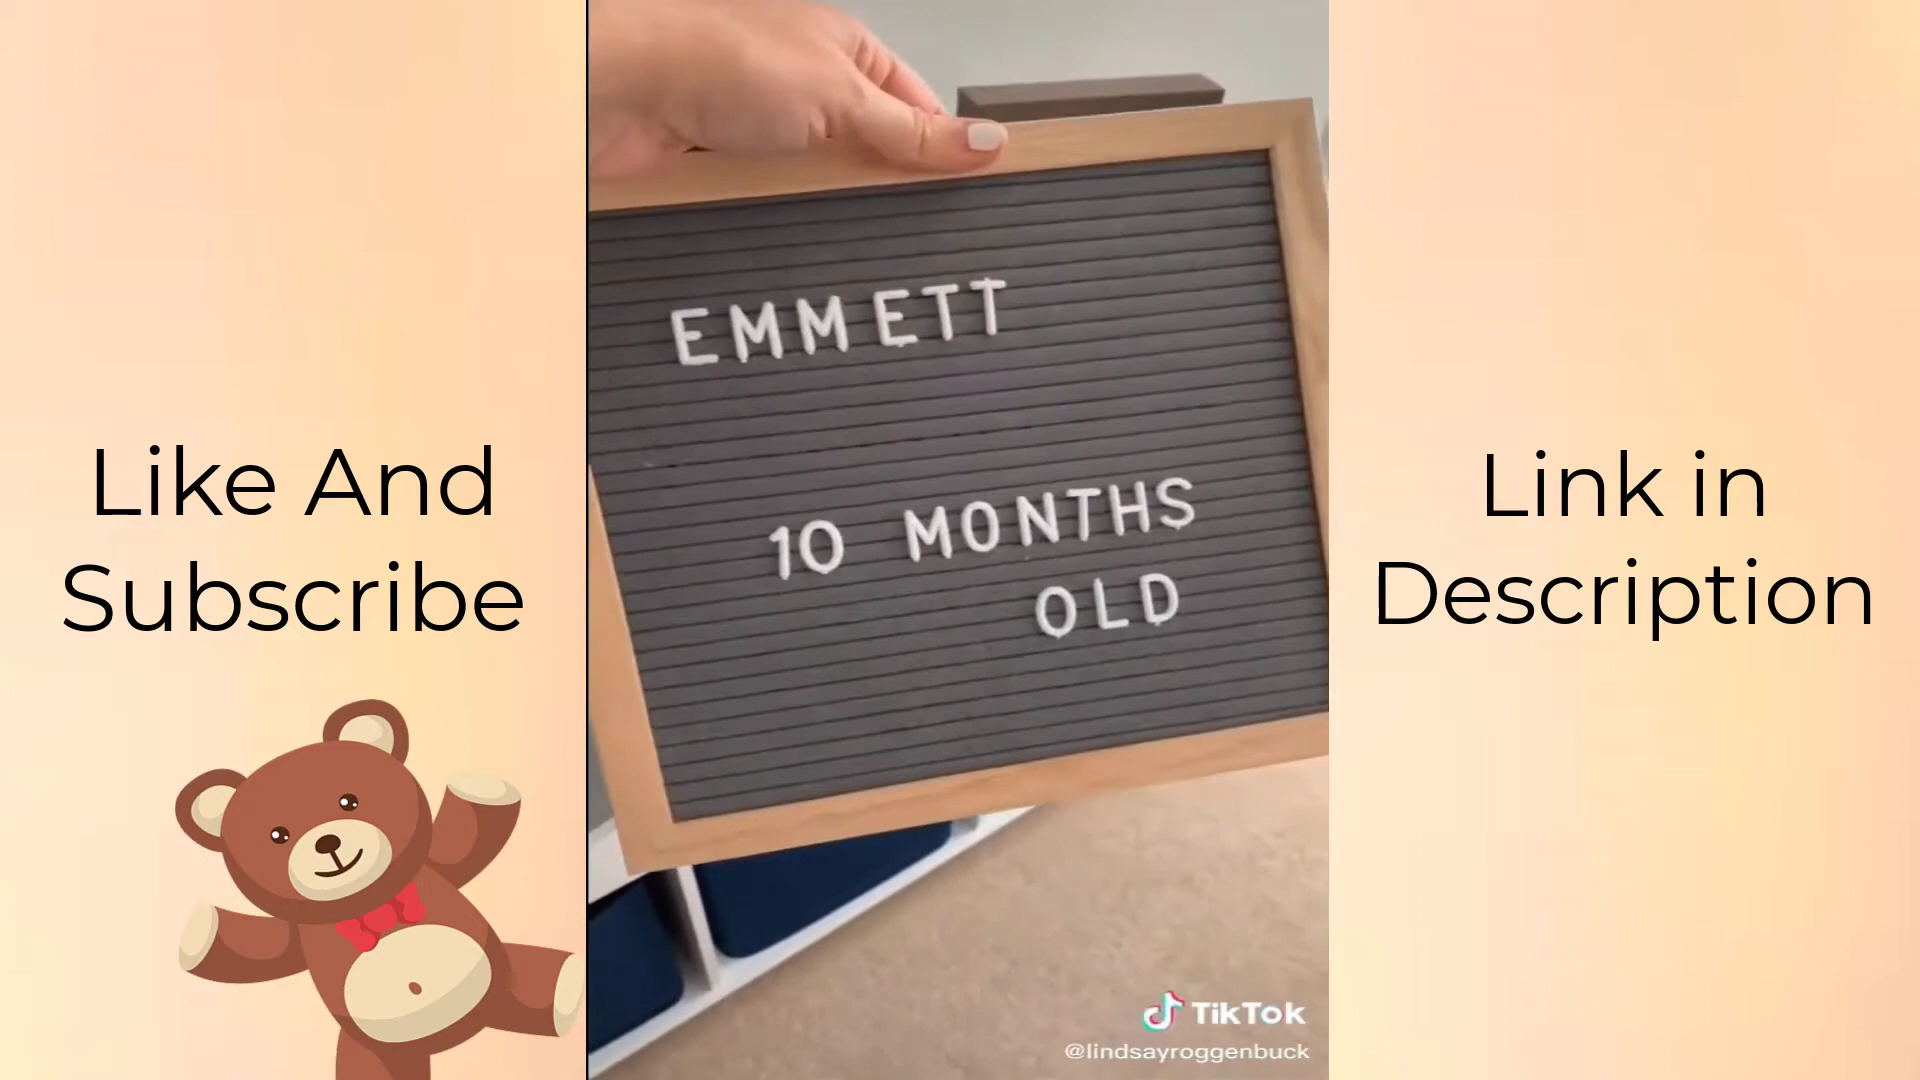 Like And
Subscribe
EMMETT
10 MONTHS
OLD
TikTok
@lindsayroggenbuck
Link in
Description